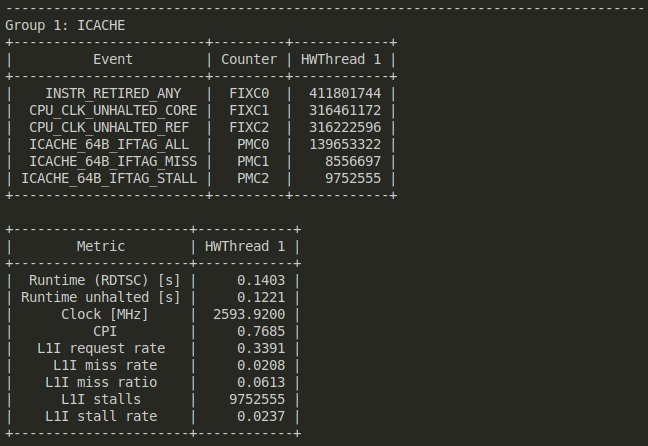 --------------------------------------------------------------------------------
Group 1: ICACHE
+------------------------+---------+------------+
|          Event         | Counter | HWThread 1 |
+------------------------+---------+------------+
|    INSTR_RETIRED_ANY   |  FIXC0  |  411801744 |
|  CPU_CLK_UNHALTED_CORE |  FIXC1  |  316461172 |
|  CPU_CLK_UNHALTED_REF  |  FIXC2  |  316222596 |
|  ICACHE_64B_IFTAG_ALL  |   PMC0  |  139653322 |
|  ICACHE_64B_IFTAG_MISS |   PMC1  |    8556697 |
| ICACHE_64B_IFTAG_STALL |   PMC2  |    9752555 |
+------------------------+---------+------------+
+----------------------+------------+
|        Metric        | HWThread 1 |
+----------------------+------------+
|  Runtime (RDTSC) [s] |     0.1403 |
| Runtime unhalted [s] |     0.1221 |
|      Clock [MHz]     |  2593.9200 |
|          CPI         |     0.7685 |
|   L1I request rate   |     0.3391 |
|     L1I miss rate    |     0.0208 |
|    L1I miss ratio    |     0.0613 |
|      L1I stalls      |    9752555 |
|    L1I stall rate    |     0.0237 |
+----------------------+------------+